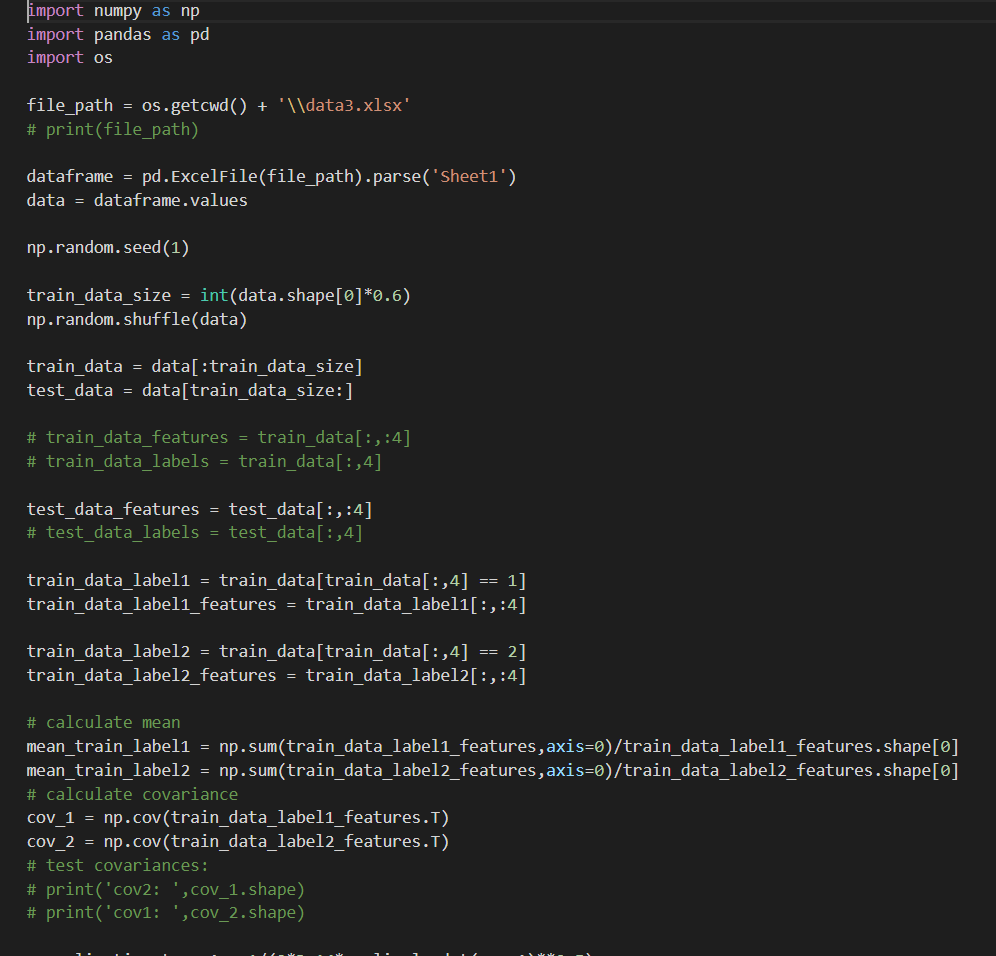 import numpy as np
import pandas as pd
import os
file_path = os.getcwd() + '\\data3.xlsx'
# print(file_path)
dataframe = pd.ExcelFile(file_path).parse('Sheet1')
data = dataframe.values
np.random.seed(1)
train_data_size = int(data.shape[0]*0.6)
np.random.shuffle(data)
train_data = data[:train_data_size]
test_data = data[train_data_size:]
# train_data_features = train_data[:,:4]
# train_data_labels = train_data[:,4]
test_data_features = test_data[:,:4]
# test_data_labels = test_data[:,4]
train_data_label1 = train_data[train_data[:,4] == 1]
train_data_label1_features = train_data_label1[:,:4]
train_data_label2 = train_data[train_data[:,4] == 2]
train_data_label2_features = train_data_label2[:,:4]
# calculate mean
mean_train_label1 = np.sum(train_data_label1_features,axis=0)/train_data_label1_features.shape[0]
mean_train_label2 = np.sum(train_data_label2_features,axis=0)/train_data_label2_features.shape[0]
# calculate covariance
cov_1 = np.cov(train_data_label1_features.T)
cov_2 = np.cov(train_data_label2_features.T)
# test covariances:
# print('cov2: ',cov_1.shape)
# print('cov1: ',cov_2.shape)